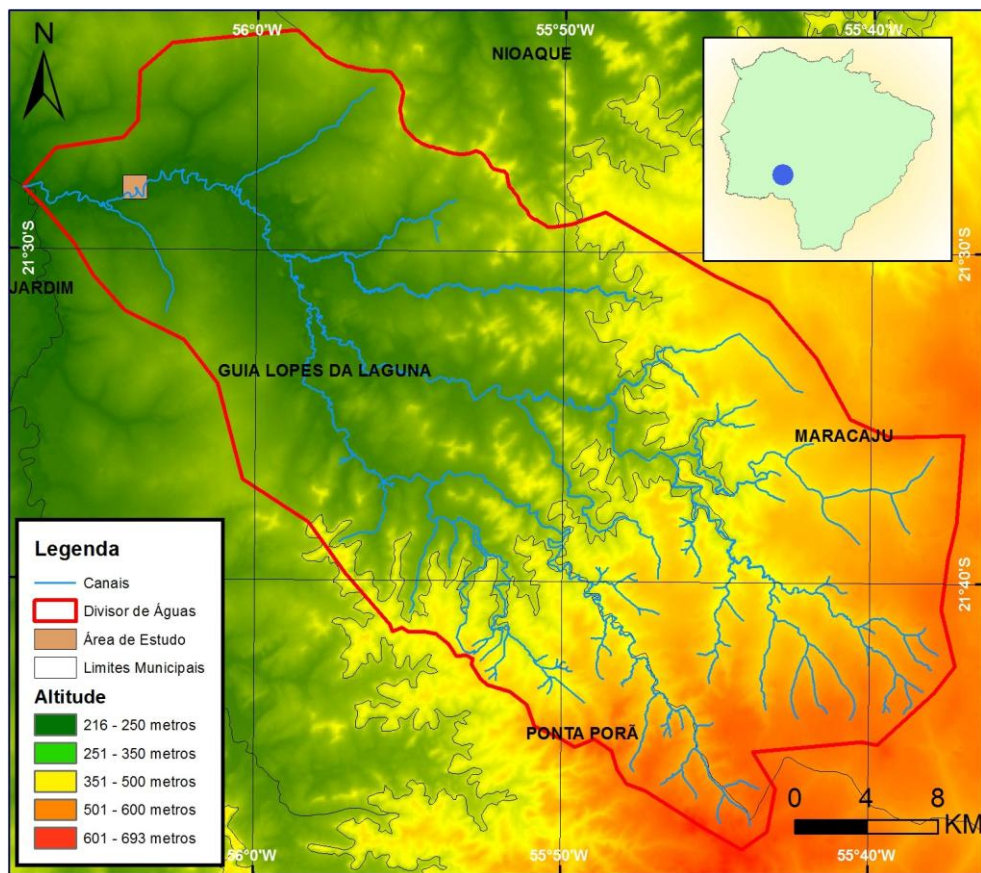 N
56°0'W
55°50'W
55°40'W
NIOAQUE
21°30'S
21°30'S
JARDIM
GUIA LOPES DA LAGUNA
MARACAJU
21°40'S
PONTA PORÃ
Legenda
Canais
Divisor de Águas
Área de Estudo
Limites Municipais
Altitude
216 - 250 metros
251 - 350 metros
351 - 500 metros
501 - 600 metros
601 - 693 metros
0 4 8
KM
56°0'W
55°50'W
55°40'W